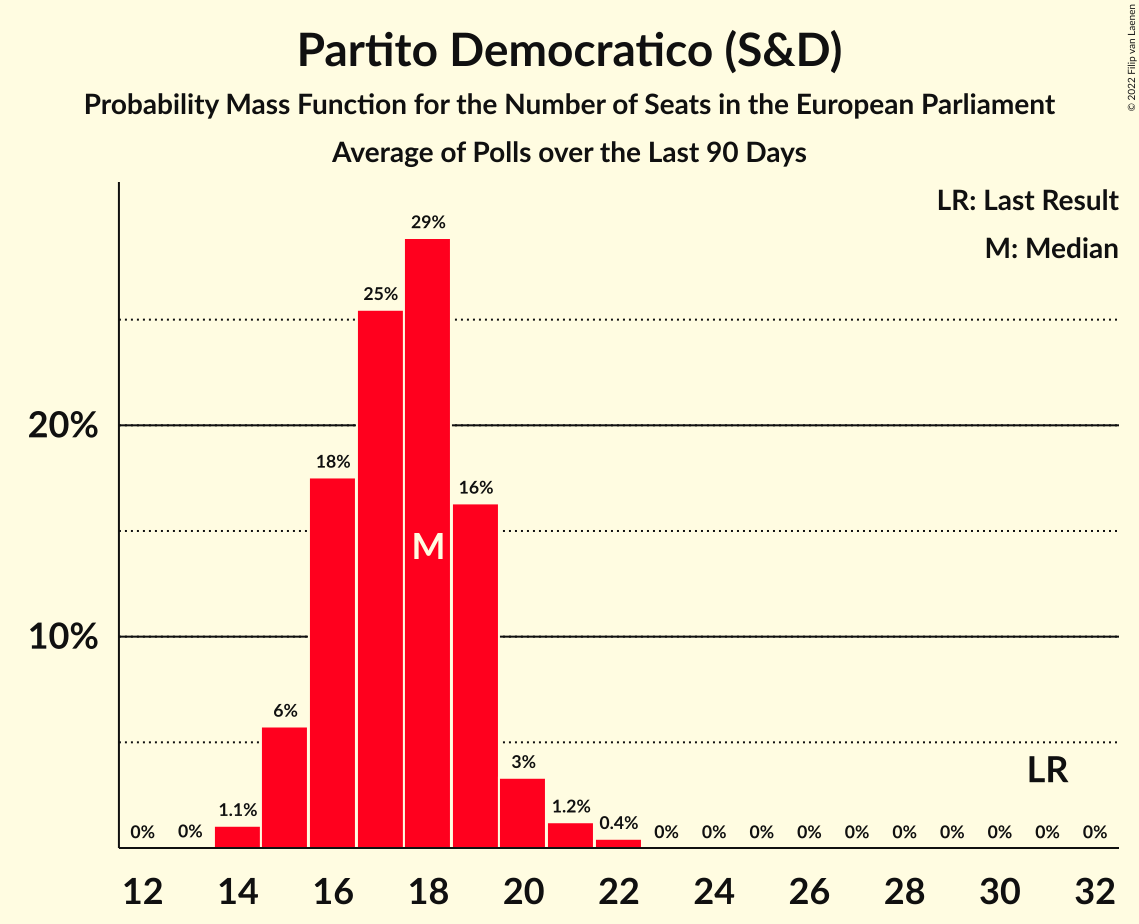 Partito Democratico (S&D)
Probability Mass Function for the Number of Seats in the European Parliament
Average of Polls over the Last 90 Days
© 2022 Filip van Laenen
LR: Last Result
M: Median
29%
25%
20%
18%
16%
M
10%
6%
3%
LR
1.1%
1.2%
0.4%
0% 0% 0% 0% 0% 0% 0% 0% 0% 0% 0% 0%
12 14 16 18 20 22 24 26 28 30 32